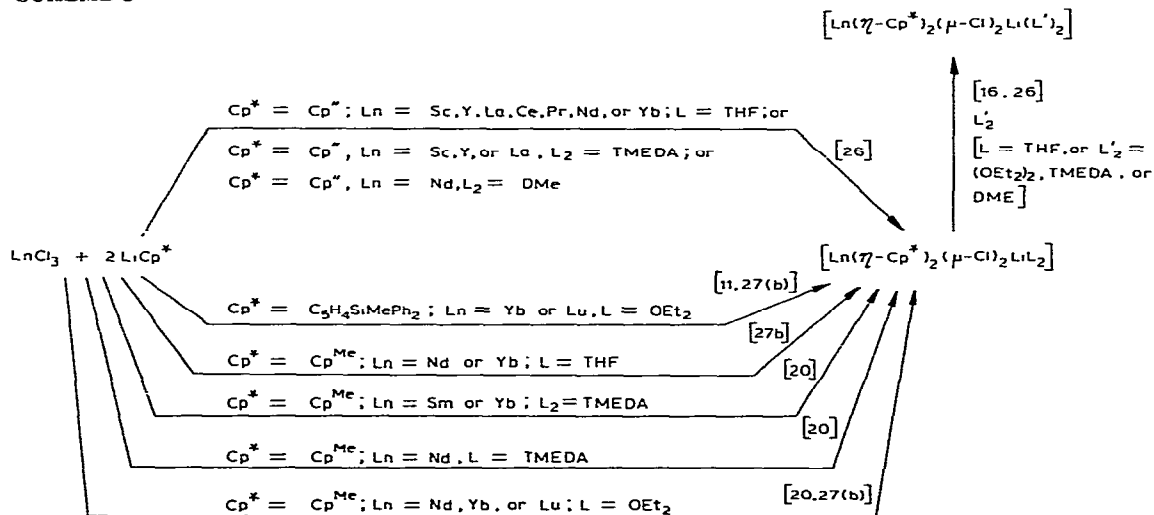 [Ln(η-Cp*)₂(μ-Cl)₂Li(L')₂]
Cp* = Cp″; Ln = Sc,Y,La,Ce,Pr,Nd, or Yb; L = THF; or
Cp* = Cp″, Ln = Sc,Y,or La, L₂ = TMEDA; or
Cp* = Cp″, Ln = Nd,L₂ = DMe
[26]
[16.26]
L'₂
[L = THF,or L'₂ =
(OEt₂)₂,TMEDA, or
DME]
LnCl₃ + 2LiCp*
[Ln(η-Cp*)₂(μ-Cl)₂LiL₂]
[11,27(b)]
Cp* = C₅H₄SiMePh₂; Ln = Yb or Lu, L = OEt₂
[27b]
Cp* = Cpᴹᵉ; Ln = Nd or Yb; L = THF
[20]
Cp* = Cpᴹᵉ; Ln = Sm or Yb; L₂=TMEDA
[20]
Cp* = Cpᴹᵉ; Ln = Nd, L = TMEDA
[20,27(b)]
Cp* = Cpᴹᵉ; Ln = Nd,Yb, or Lu; L = OEt₂